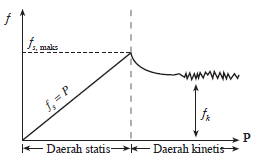 f
f_s, maks
f_s = P
f_k
P
Daerah statis
Daerah kinetis